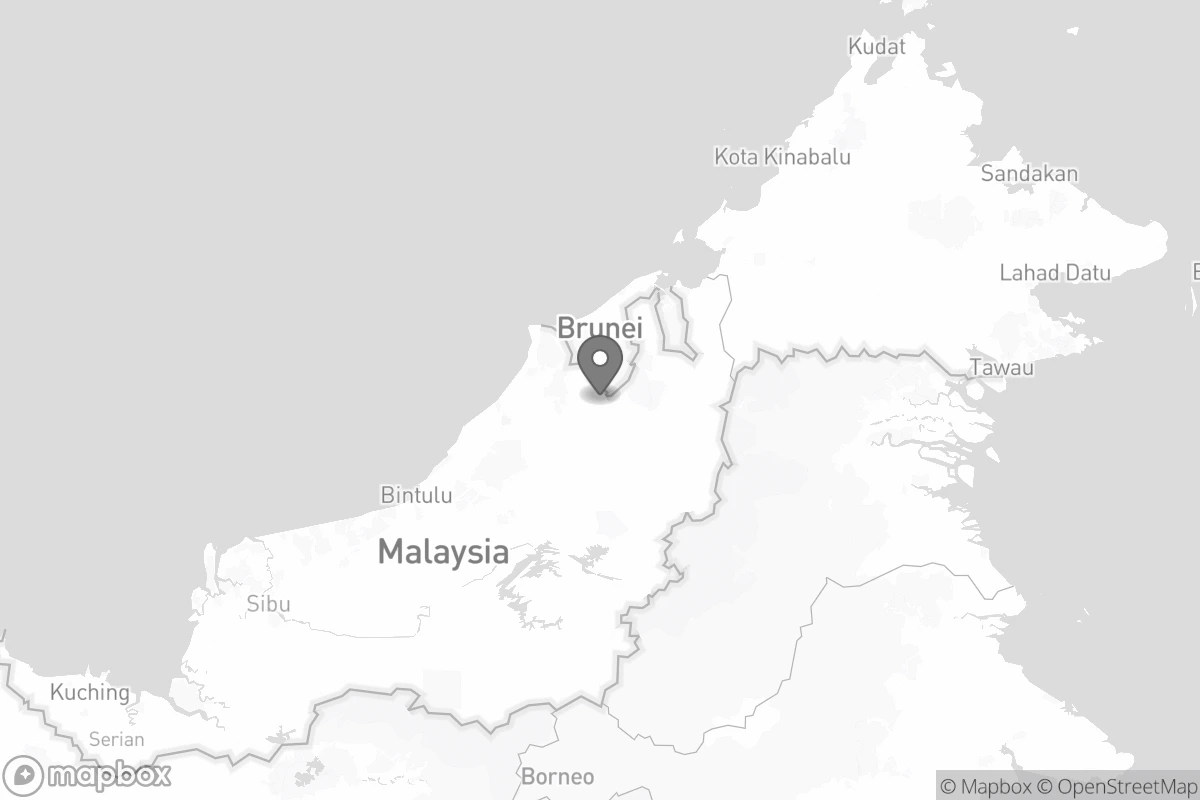 Kudat
Kota Kinabalu
Sandakan
Lahad Datu
Brunei
Tawau
Bintulu
Malaysia
Sibu
Kuching
Serian
Borneo
mapbox
© Mapbox © OpenStreetMap